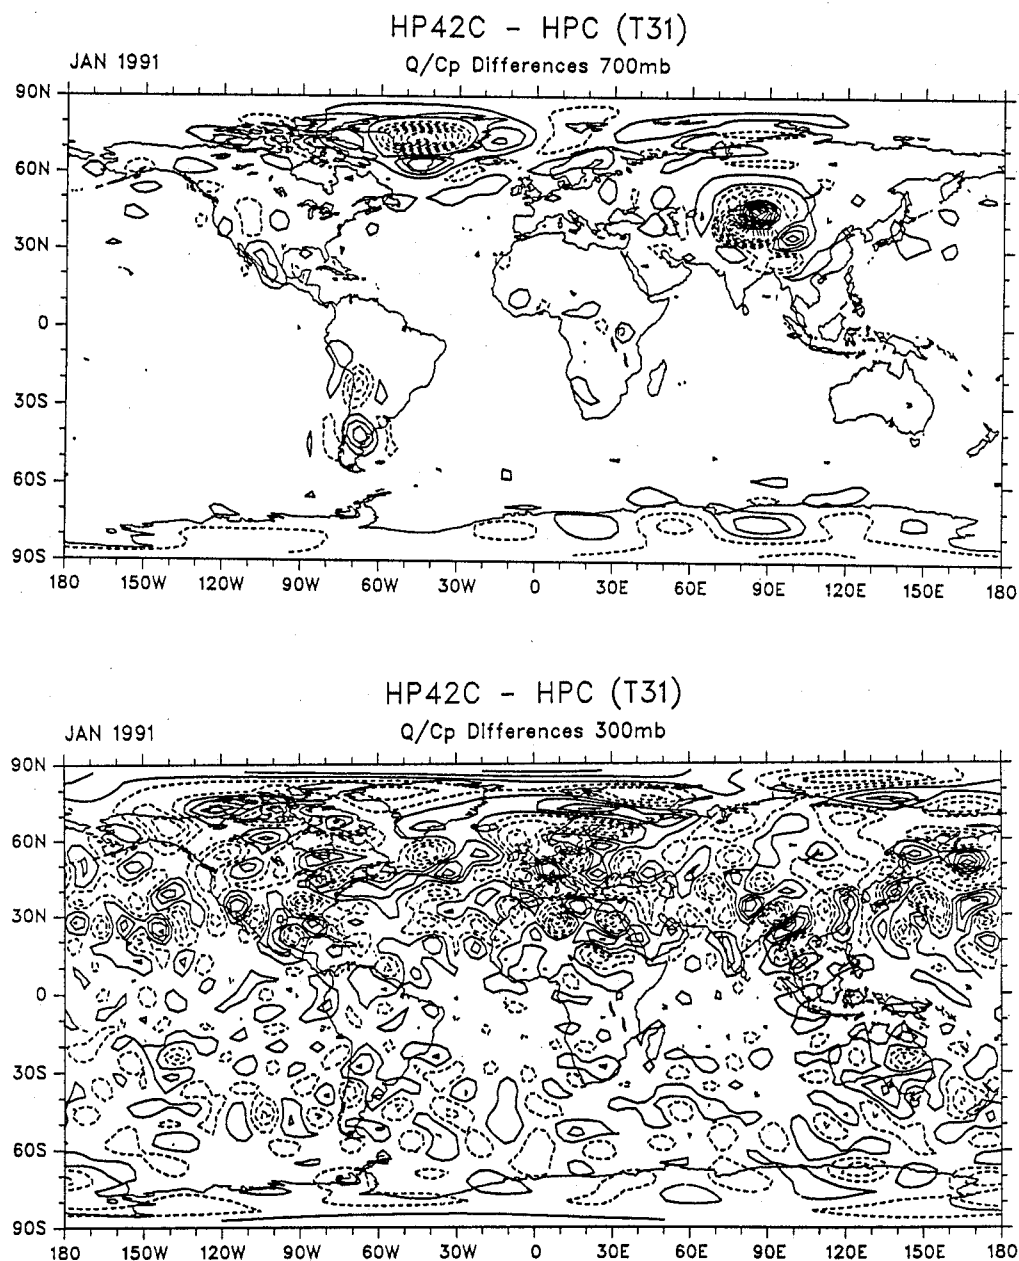 HP42C - HPC (T31)
JAN 1991
Q/Cp Differences 700mb
90N
60N
30N
0
30S
60S
90S
180 150W 120W 90W 60W 30W 0 30E 60E 90E 120E 150E 180
HP42C - HPC (T31)
JAN 1991
Q/Cp Differences 300mb
90N
60N
30N
0
30S
60S
90S
180 150W 120W 90W 60W 30W 0 30E 60E 90E 120E 150E 180